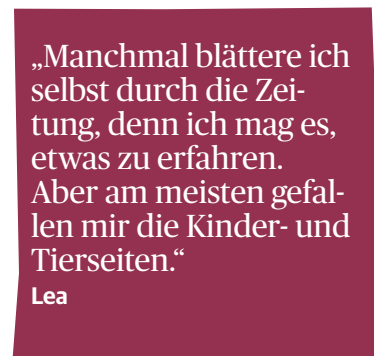 „Manchmal blättere ich
selbst durch die Zei-
tung, denn ich mag es,
etwas zu erfahren.
Aber am meisten gefal-
len mir die Kinder- und
Tierseiten.“
Lea